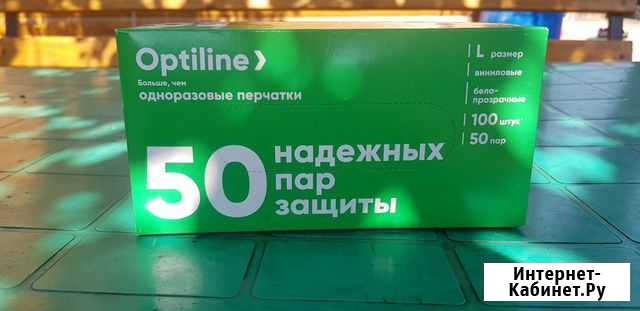 Optiline
Больше, чем
одноразовые перчатки
50
надежных
пар
защиты
L размер
виниловые
бела-
прозрачные
100 штук
50 пар
Интернет-
Кабинет.Ру